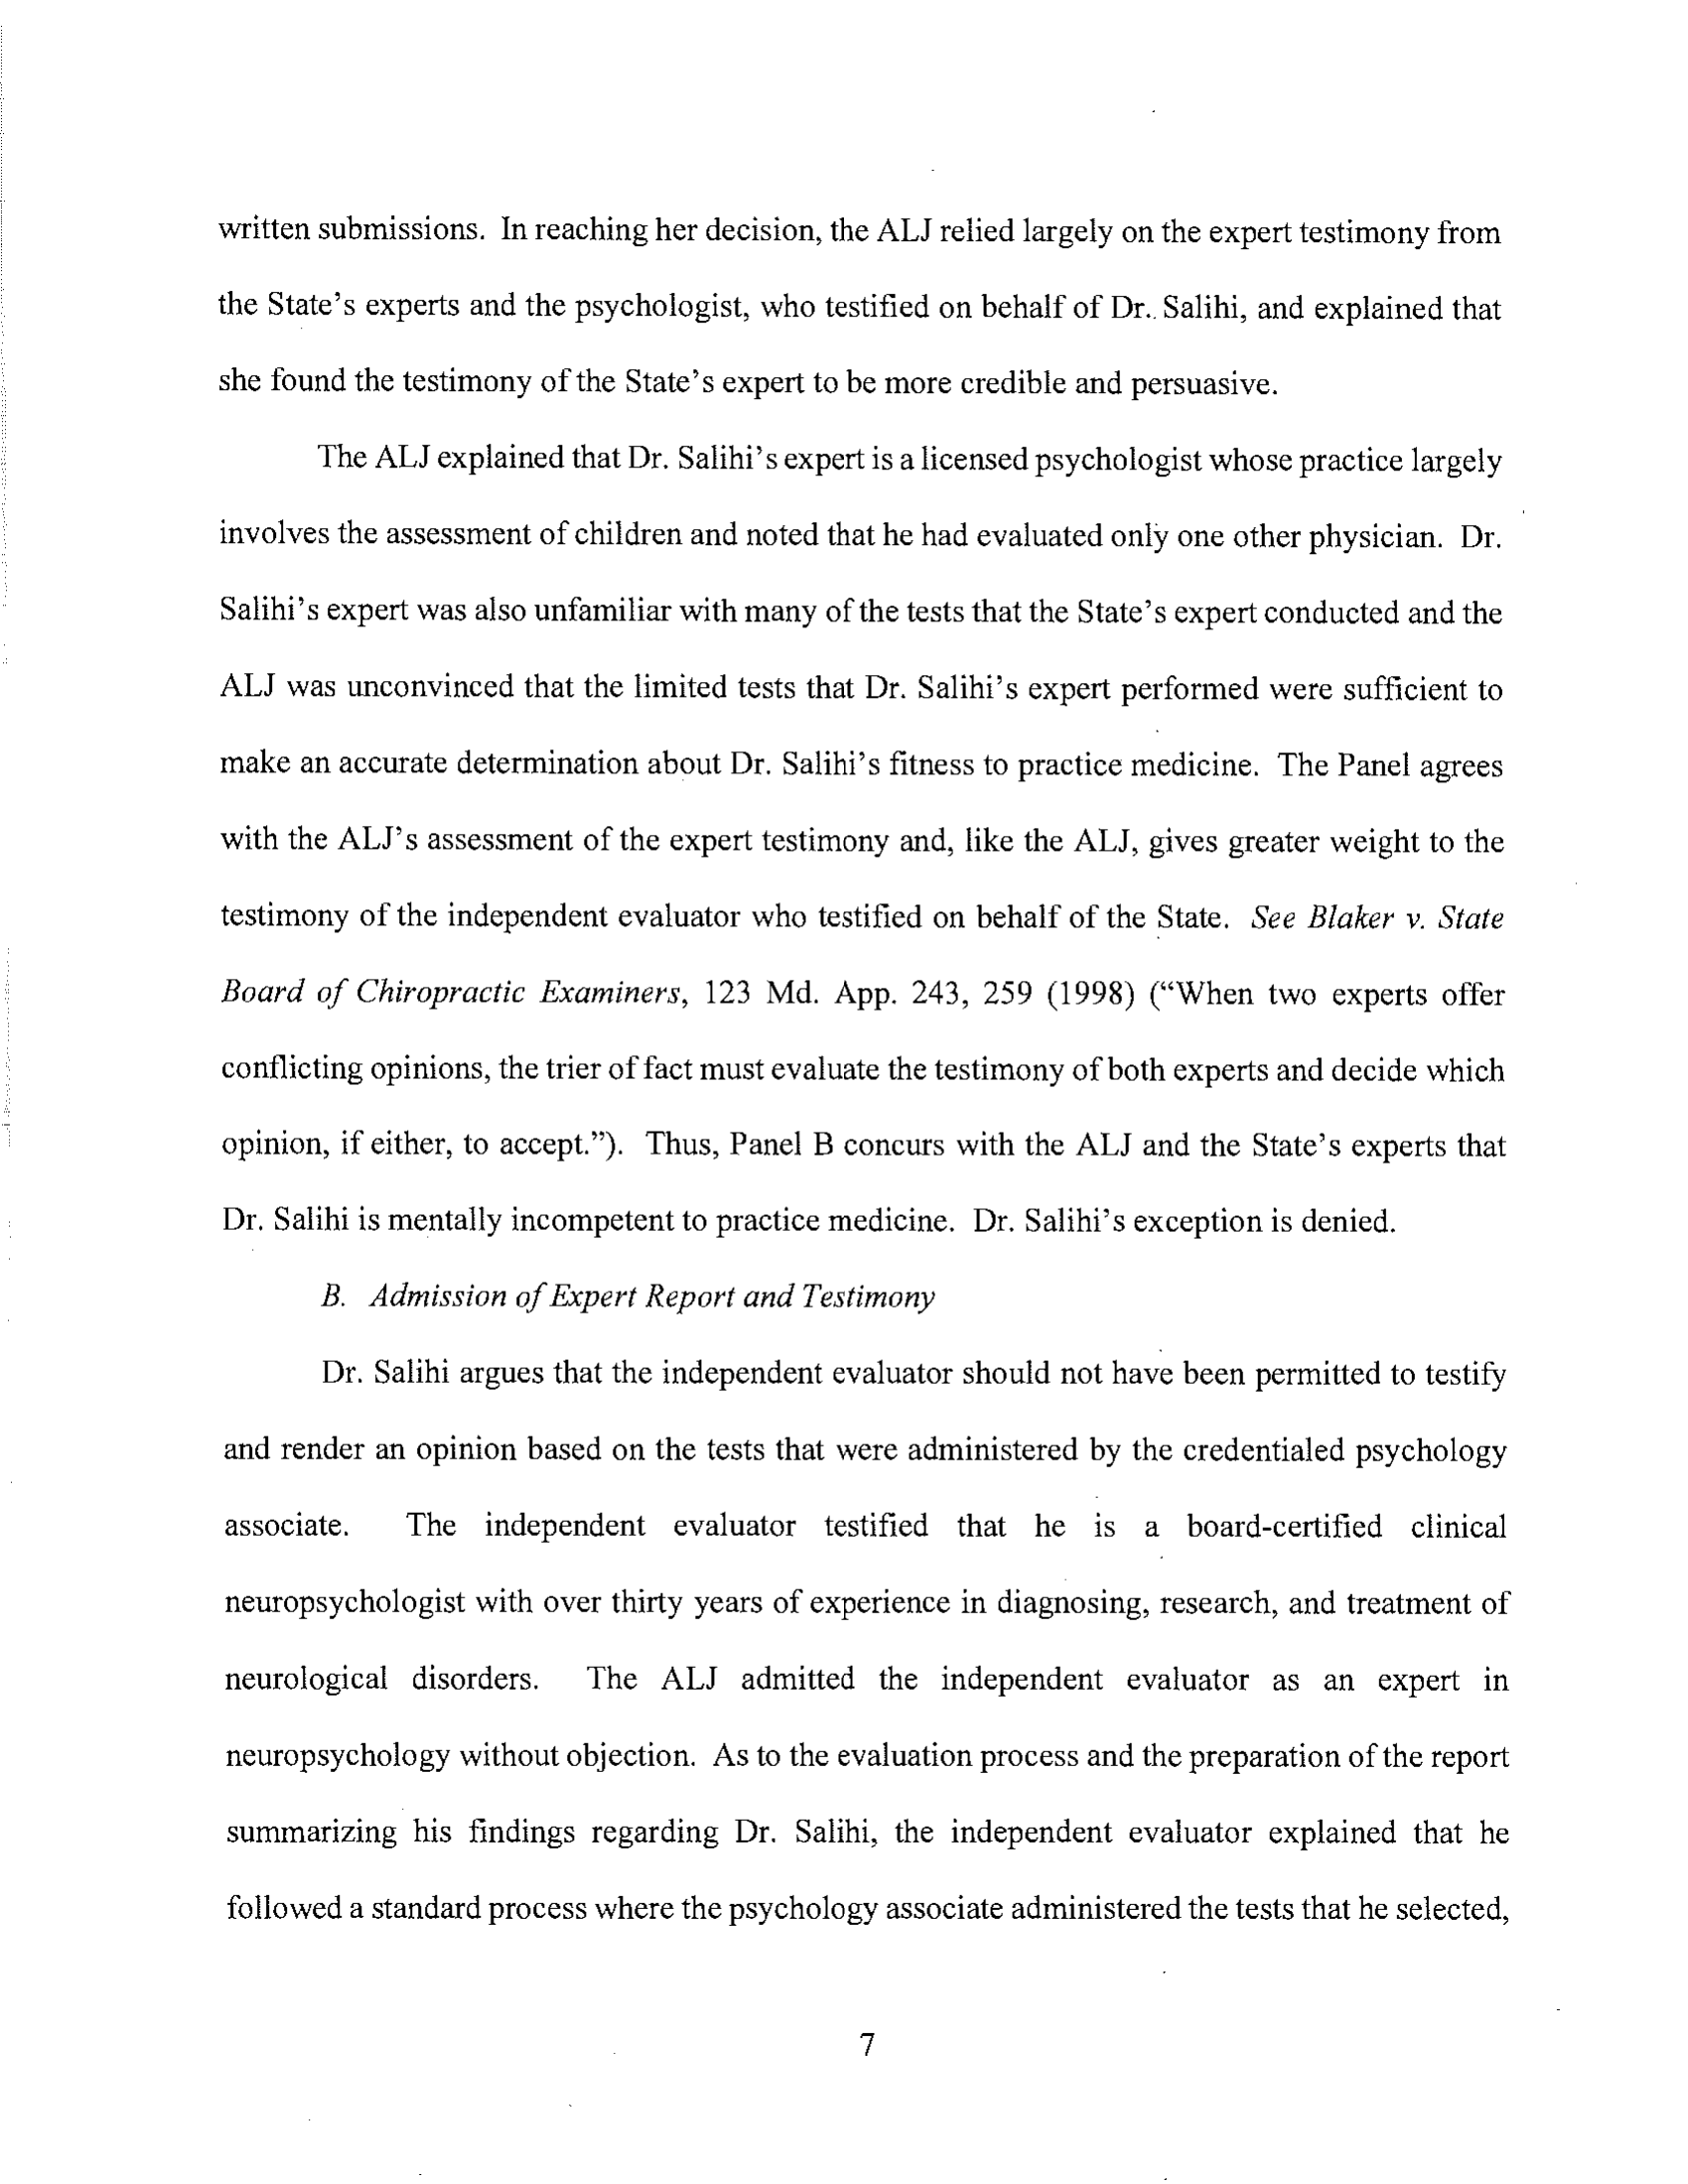 written submissions. In reaching her decision, the ALJ relied largely on the expert testimony from
the State's experts and the psychologist, who testified on behalf of Dr. Salihi, and explained that
she found the testimony of the State's expert to be more credible and persuasive.
The ALJ explained that Dr. Salihi's expert is a licensed psychologist whose practice largely
involves the assessment of children and noted that he had evaluated only one other physician. Dr.
Salihi's expert was also unfamiliar with many of the tests that the State's expert conducted and the
ALJ was unconvinced that the limited tests that Dr. Salihi's expert performed were sufficient to
make an accurate determination about Dr. Salihi's fitness to practice medicine. The Panel agrees
with the ALJ's assessment of the expert testimony and, like the ALJ, gives greater weight to the
testimony of the independent evaluator who testified on behalf of the State. See Blaker v. State
Board of Chiropractic Examiners, 123 Md. App. 243, 259 (1998) (“When two experts offer
conflicting opinions, the trier of fact must evaluate the testimony of both experts and decide which
opinion, if either, to accept.”). Thus, Panel B concurs with the ALJ and the State's experts that
Dr. Salihi is mentally incompetent to practice medicine. Dr. Salihi's exception is denied.
B. Admission of Expert Report and Testimony
Dr. Salihi argues that the independent evaluator should not have been permitted to testify
and render an opinion based on the tests that were administered by the credentialed psychology
associate. The independent evaluator testified that he is a board-certified clinical
neuropsychologist with over thirty years of experience in diagnosing, research, and treatment of
neurological disorders. The ALJ admitted the independent evaluator as an expert in
neuropsychology without objection. As to the evaluation process and the preparation of the report
summarizing his findings regarding Dr. Salihi, the independent evaluator explained that he
followed a standard process where the psychology associate administered the tests that he selected,
7